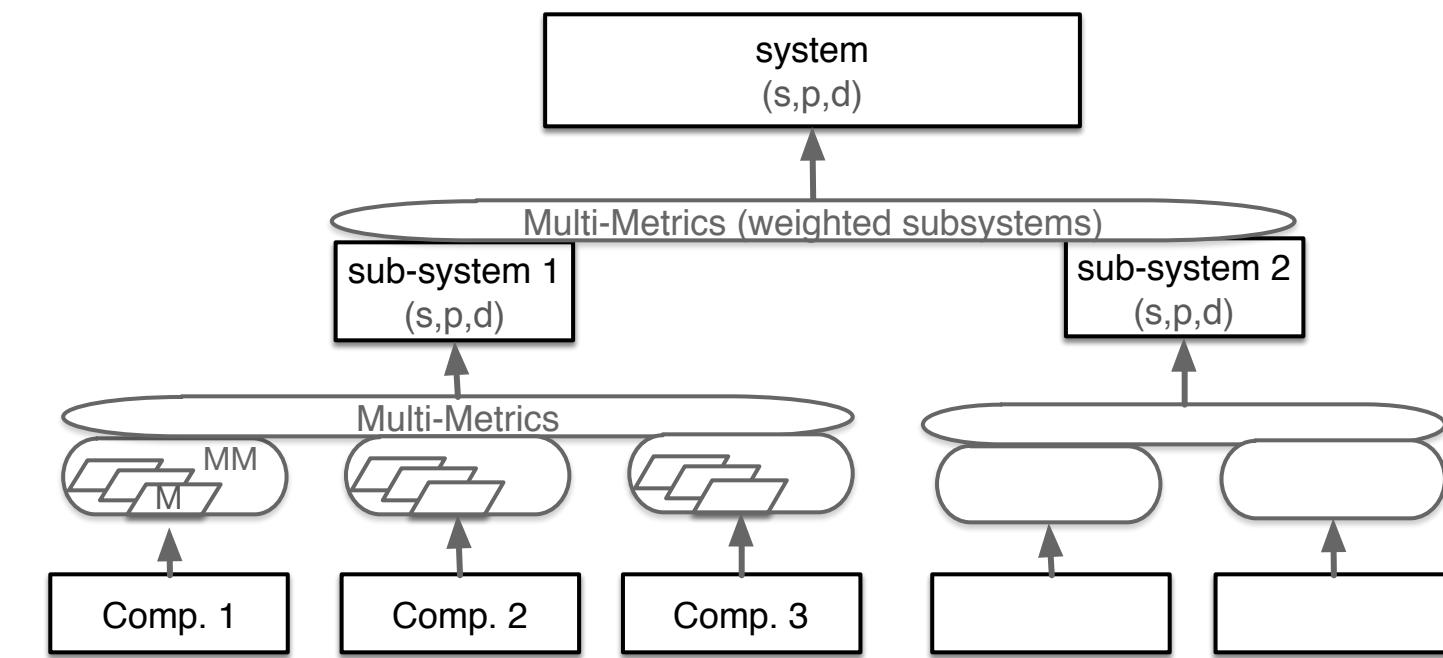 system
(s,p,d)
Multi-Metrics (weighted subsystems)
sub-system 1
(s,p,d)
sub-system 2
(s,p,d)
Multi-Metrics
MM
M
Comp. 1
Comp. 2
Comp. 3